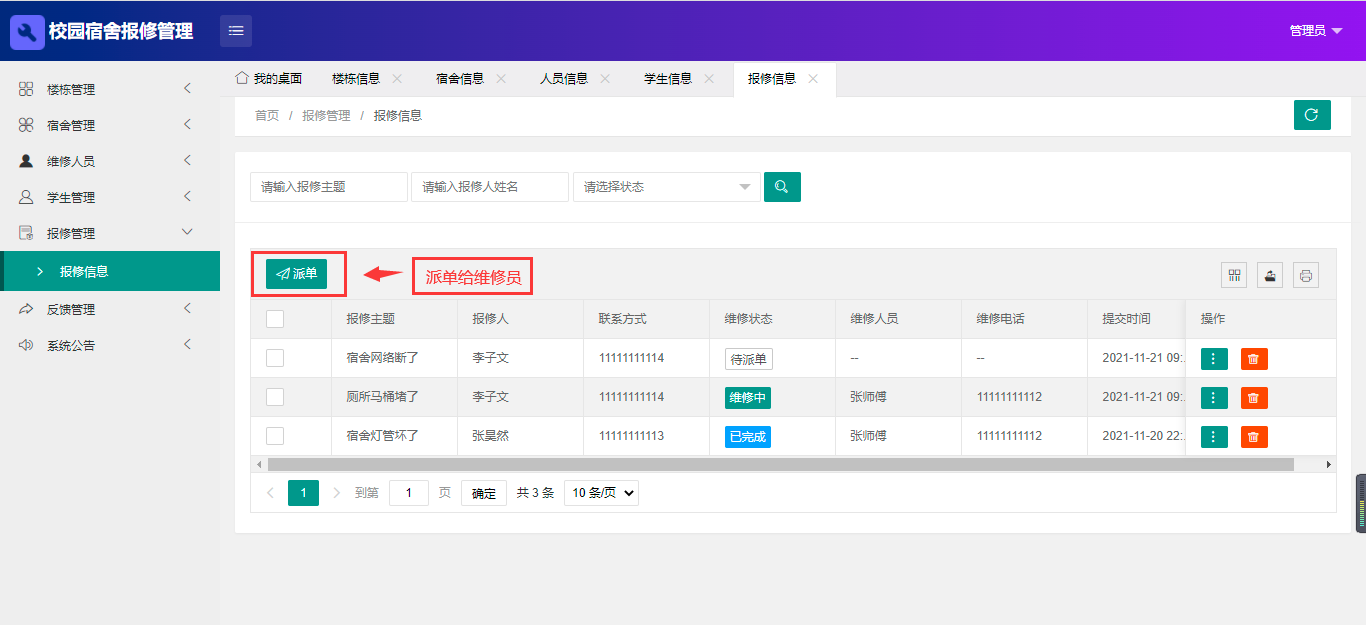 校园宿舍报修管理
管理员
楼栋管理
宿舍管理
维修人员
学生管理
报修管理
报修信息
反馈管理
系统公告
我的桌面 楼栋信息 宿舍信息 人员信息 学生信息 报修信息
首页 / 报修管理 / 报修信息
请输入报修主题 请输入报修人姓名 请选择状态
派单 派单给维修员
报修主题 报修人 联系方式 维修状态 维修人员 维修电话 提交时间 操作
宿舍网络断了 李子文 11111111114 待派单 -- -- 2021-11-21 09:
厕所马桶堵了 李子文 11111111114 维修中 张师傅 11111111112 2021-11-21 09:
宿舍灯管坏了 张昊然 11111111113 已完成 张师傅 11111111112 2021-11-20 22:
1 到第 1 页 确定 共 3 条 10 条/页